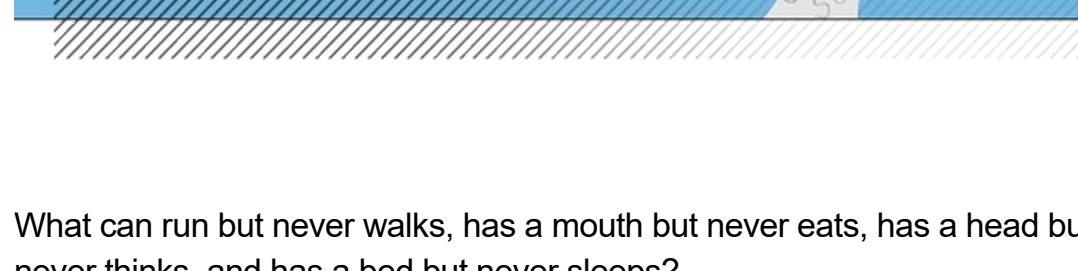 What can run but never walks, has a mouth but never eats, has a head bu
never thinks, and has a bed but never sleeps?